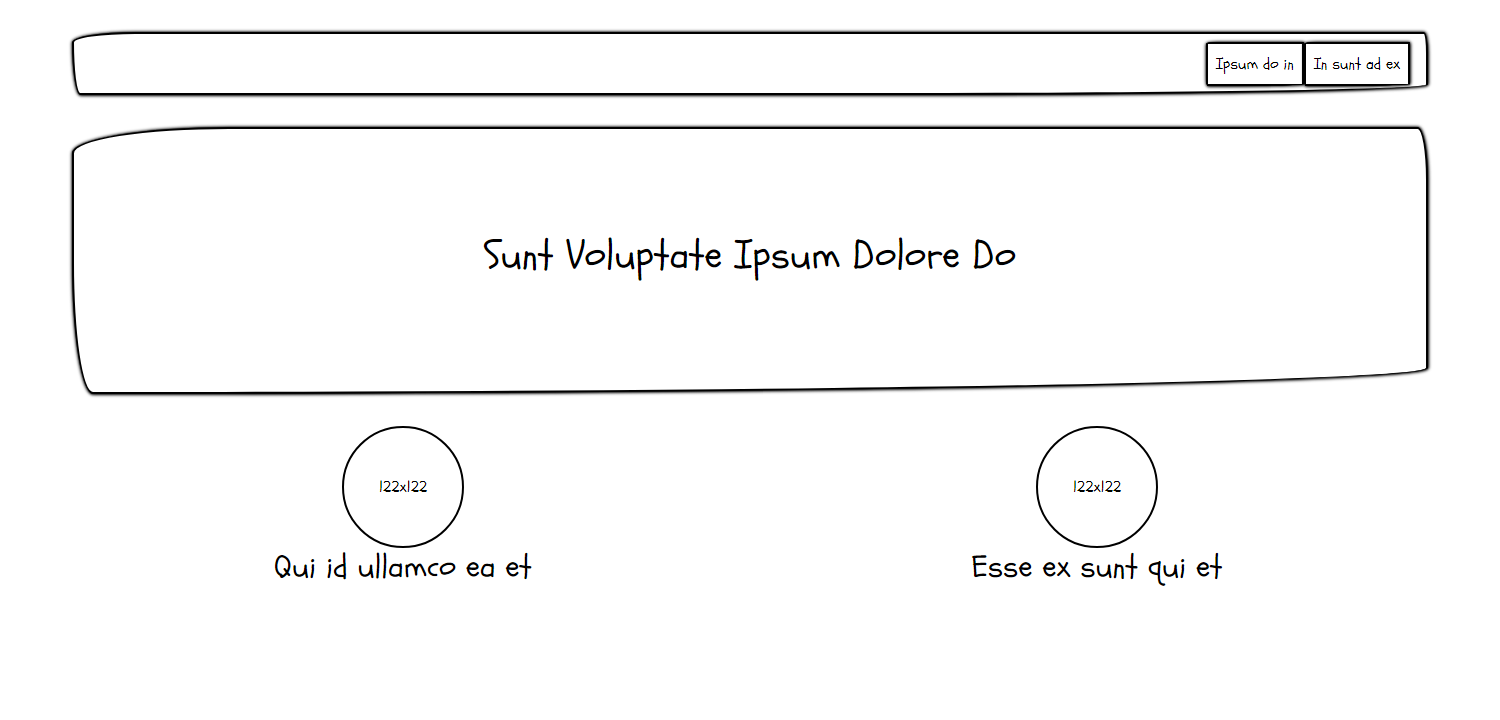 Ipsum do in
In sunt ad ex
Sunt Voluptate Ipsum Dolore Do
122x122
122x122
Qui id ullamco ea et
Esse ex sunt qui et